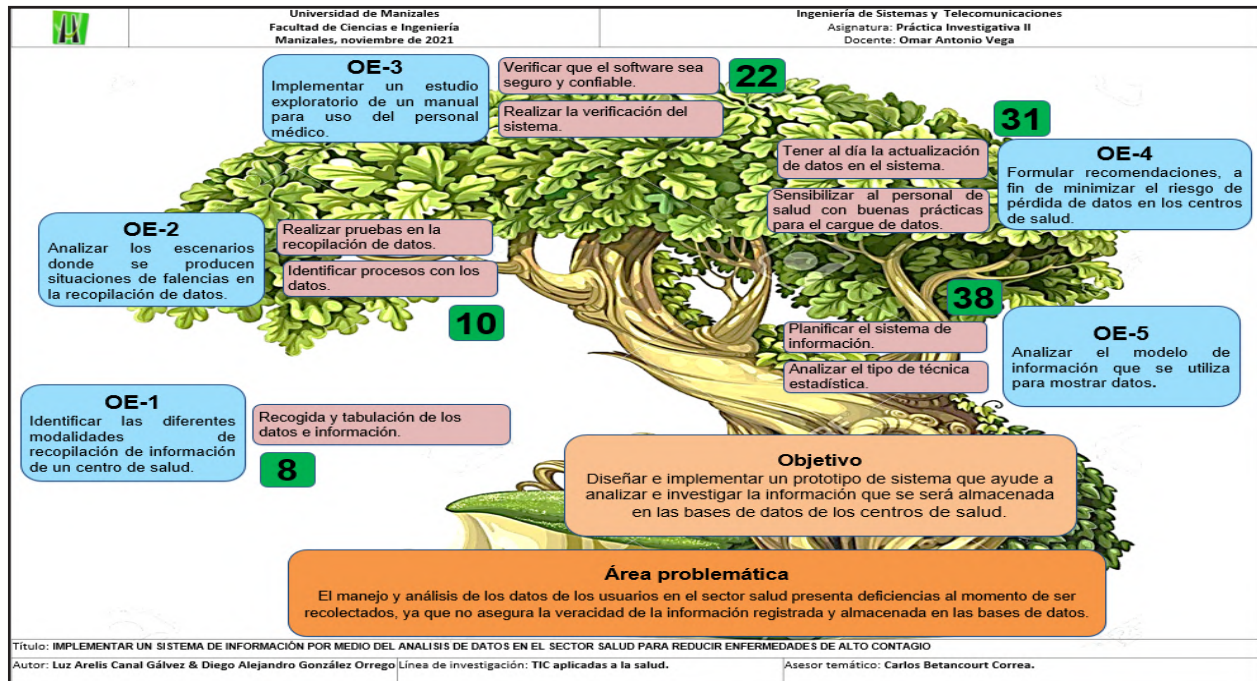 Universidad de Manizales
Facultad de Ciencias e Ingeniería
Manizales, noviembre de 2021
Ingeniería de Sistemas y Telecomunicaciones
Asignatura: Práctica Investigativa II
Docente: Omar Antonio Vega
OE-3
Implementar un estudio
exploratorio de un manual
para uso del personal
médico.
Verificar que el software sea
seguro y confiable.
22
Realizar la verificación del
sistema.
31
Tener al día la actualización
de datos en el sistema.
Sensibilizar al personal de
salud con buenas prácticas
para el cargue de datos.
OE-4
Formular recomendaciones, a
fin de minimizar el riesgo de
pérdida de datos en los centros
de salud.
OE-2
Analizar los escenarios
donde se producen
situaciones de falencias en
la recopilación de datos.
Realizar pruebas en la
recopilación de datos.
Identificar procesos con los
datos.
10
38
Planificar el sistema de
información.
Analizar el tipo de técnica
estadística.
OE-5
Analizar el modelo de
información que se utiliza
para mostrar datos.
OE-1
Identificar las diferentes
modalidades de
recopilación de información
de un centro de salud.
Recogida y tabulación de los
datos e información.
8
Objetivo
Diseñar e implementar un prototipo de sistema que ayude a
analizar e investigar la información que se será almacenada
en las bases de datos de los centros de salud.
Área problemática
El manejo y análisis de los datos de los usuarios en el sector salud presenta deficiencias al momento de ser
recolectados, ya que no asegura la veracidad de la información registrada y almacenada en las bases de datos.
Título: IMPLEMENTAR UN SISTEMA DE INFORMACIÓN POR MEDIO DEL ANALISIS DE DATOS EN EL SECTOR SALUD PARA REDUCIR ENFERMEDADES DE ALTO CONTAGIO
Autor: Luz Arelis Canal Gálvez & Diego Alejandro González Orrego
Línea de investigación: TIC aplicadas a la salud.
Asesor temático: Carlos Betancourt Correa.